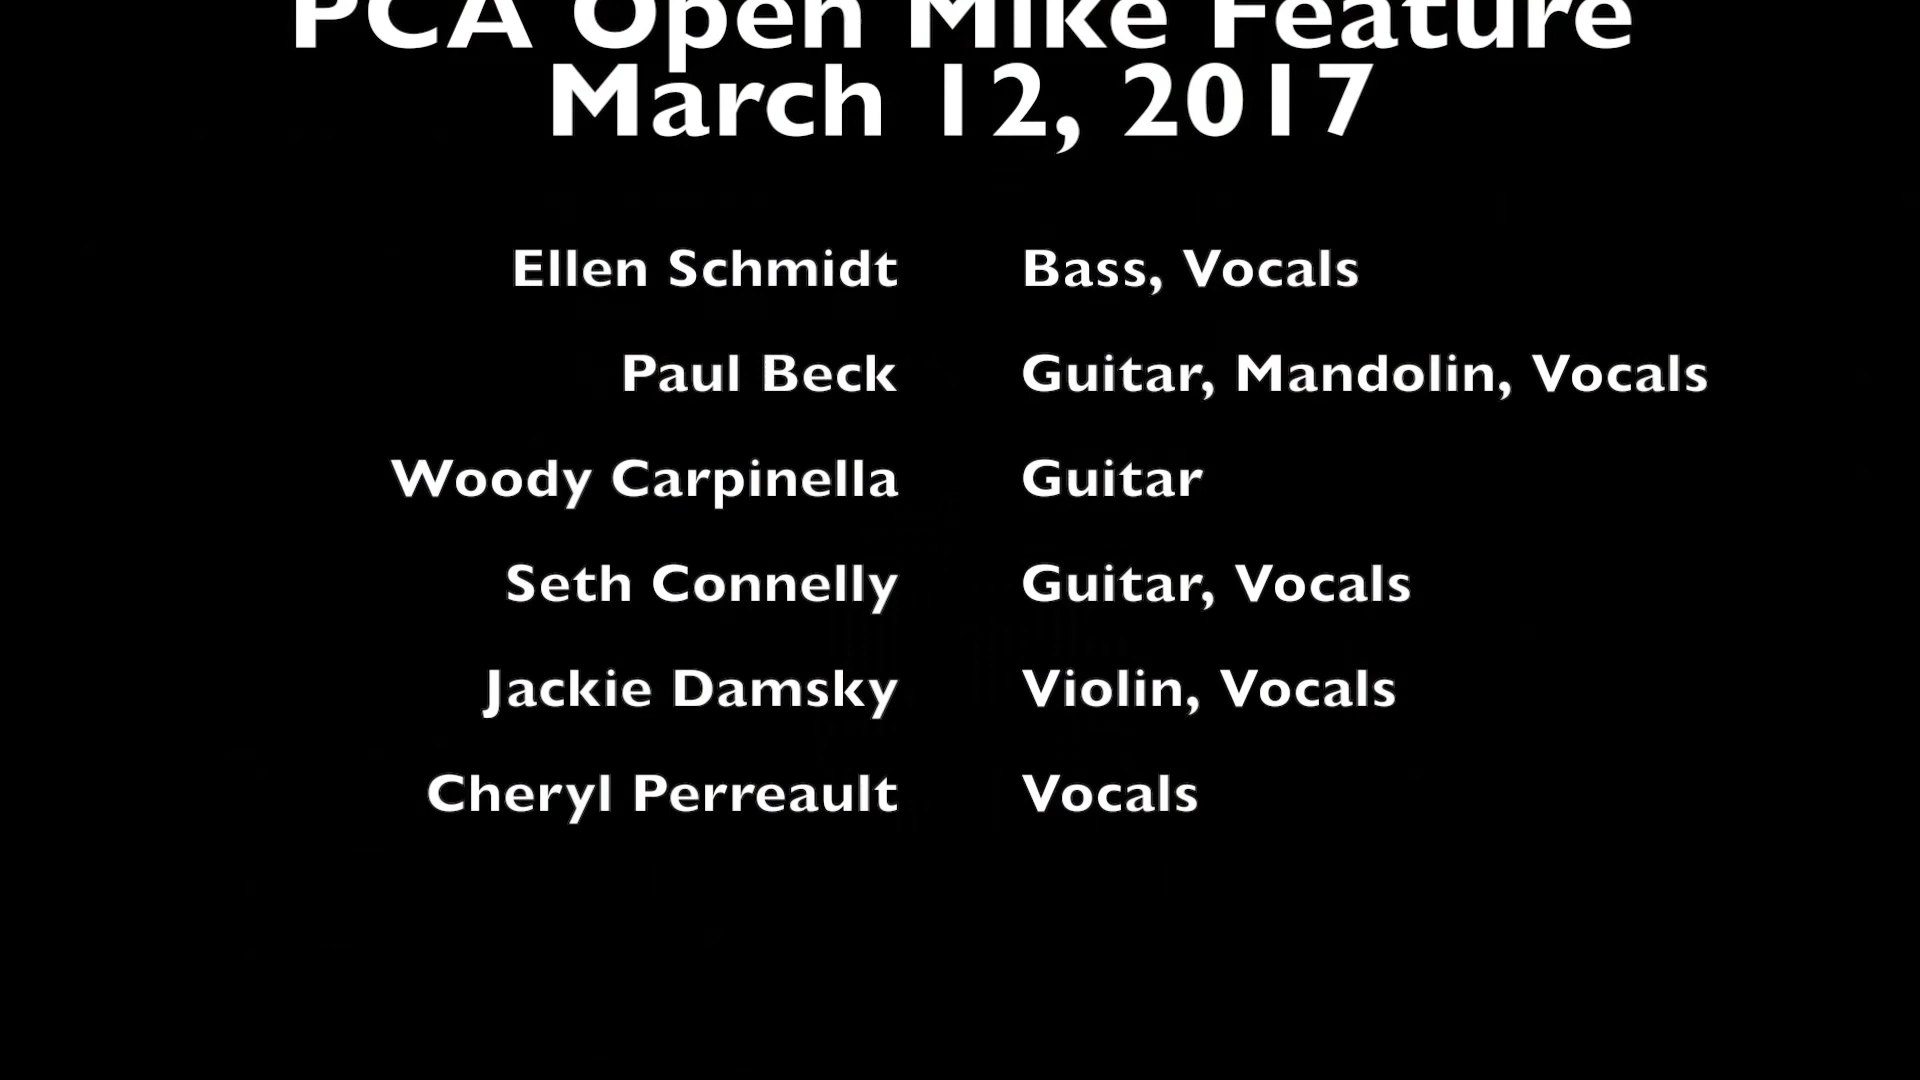 PCA Open Mike Feature
March 12, 2017
Ellen Schmidt Bass, Vocals
Paul Beck Guitar, Mandolin, Vocals
Woody Carpinella Guitar
Seth Connelly Guitar, Vocals
Jackie Damsky Violin, Vocals
Cheryl Perreault Vocals